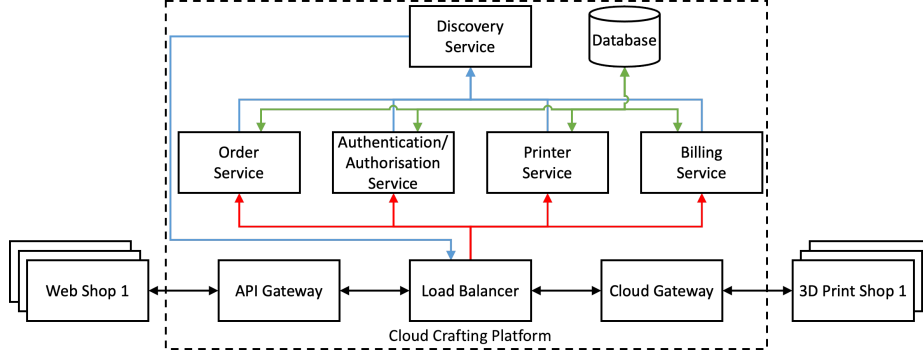 Discovery
Service
Database
Order
Service
Authentication/
Authorisation
Service
Printer
Service
Billing
Service
Web Shop 1
API Gateway
Load Balancer
Cloud Gateway
3D Print Shop 1
Cloud Crafting Platform